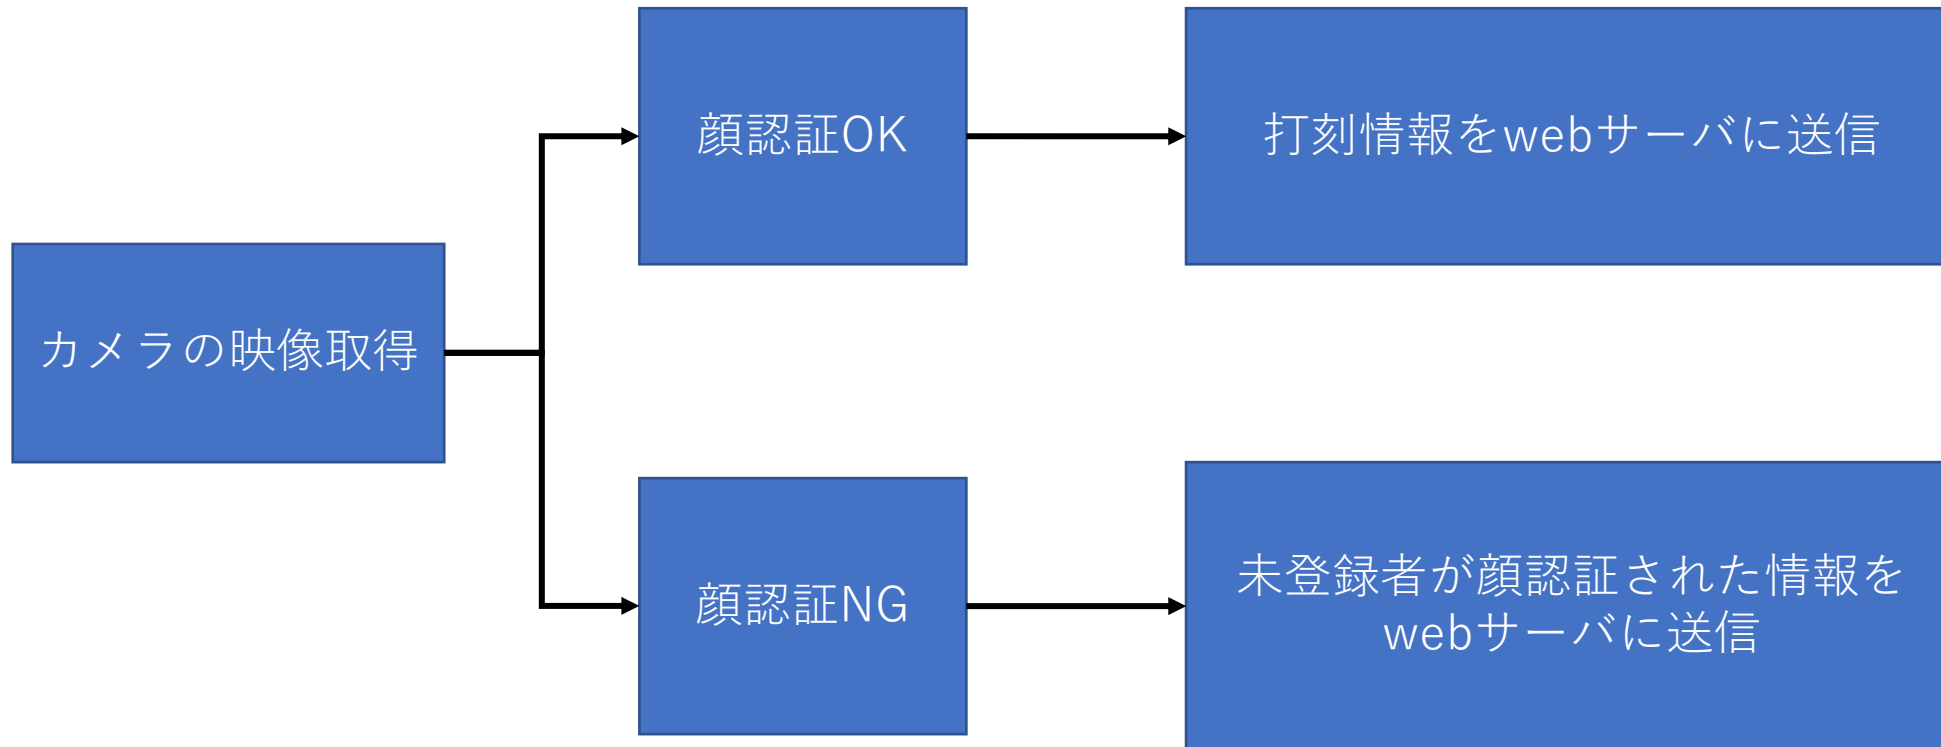 カメラの映像取得
顔認証OK
打刻情報をwebサーバに送信
顔認証NG
未登録者が顔認証された情報を
webサーバに送信